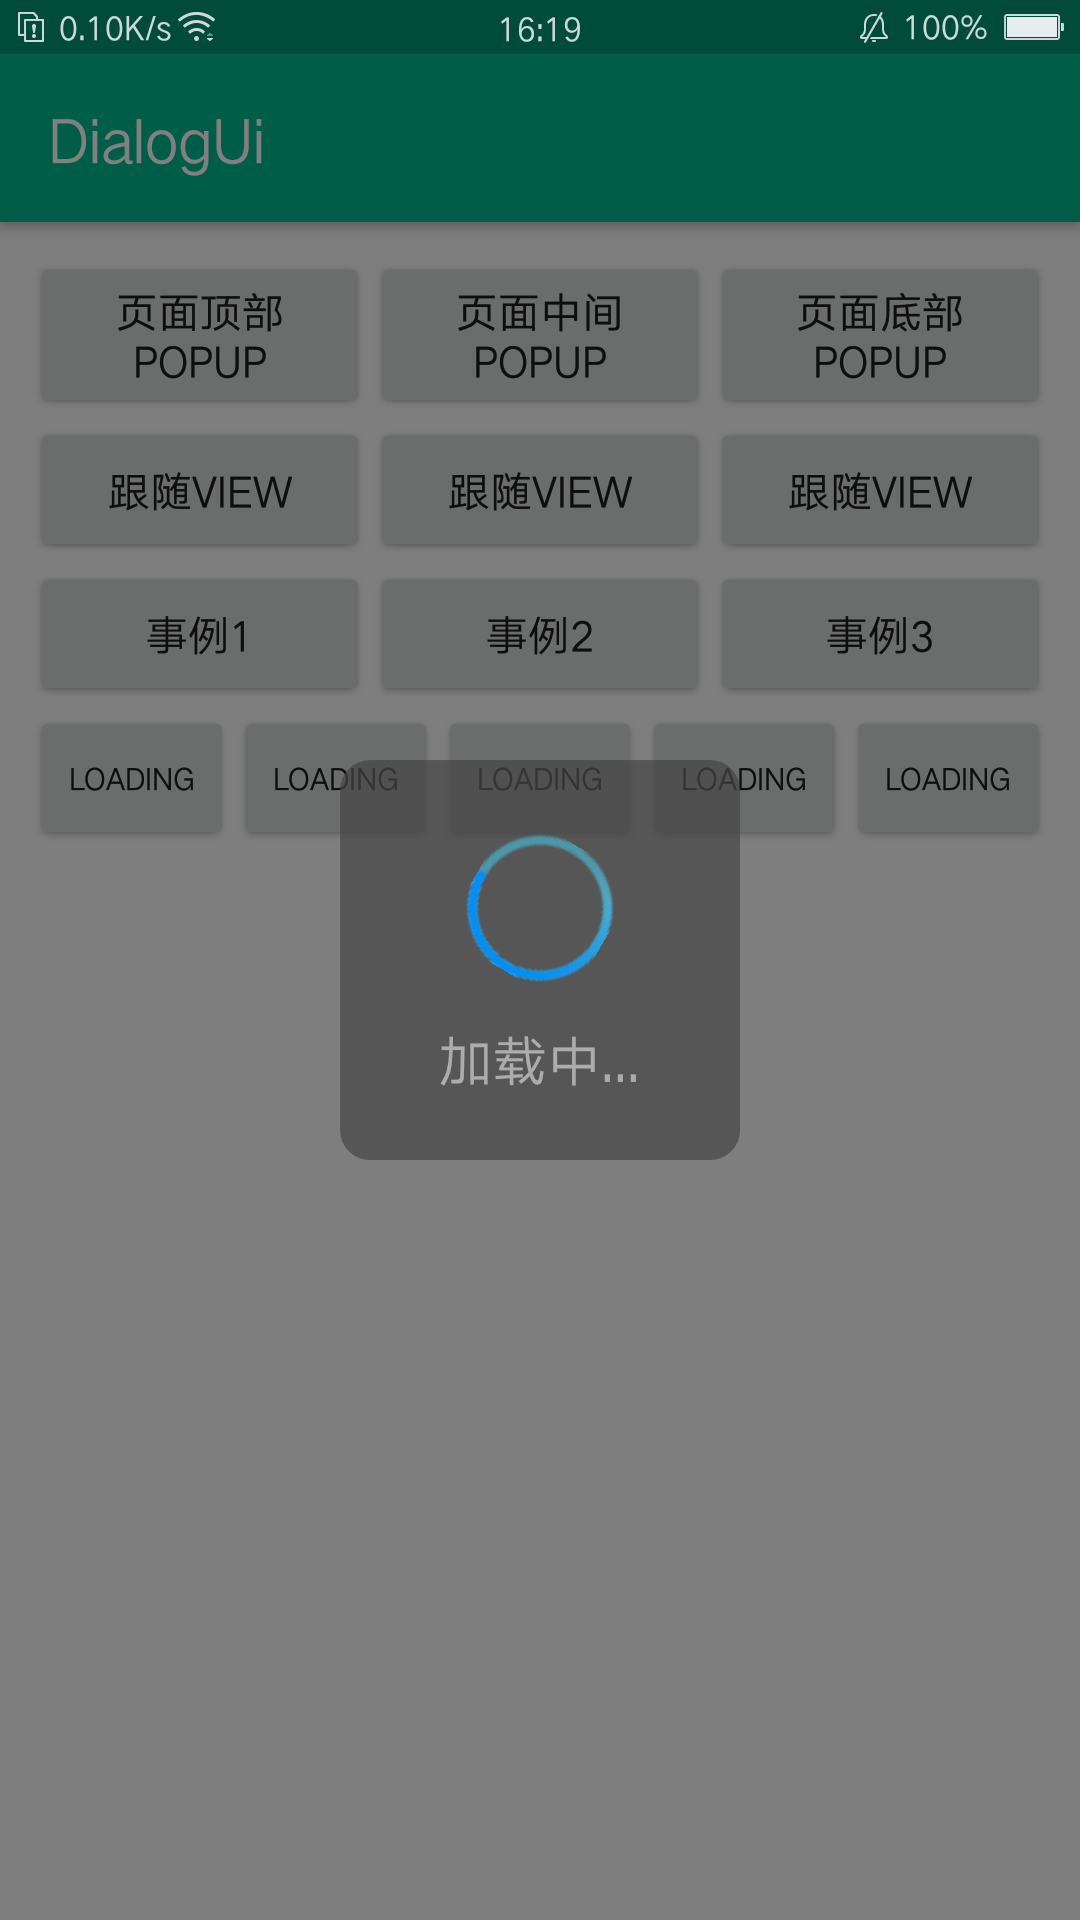 0.10K/s 16:19 100%
DialogUi
页面顶部 页面中间 页面底部
POPUP POPUP POPUP
跟随VIEW 跟随VIEW 跟随VIEW
事例1 事例2 事例3
LOADING LOADING LOADING LOADING LOADING
加载中...